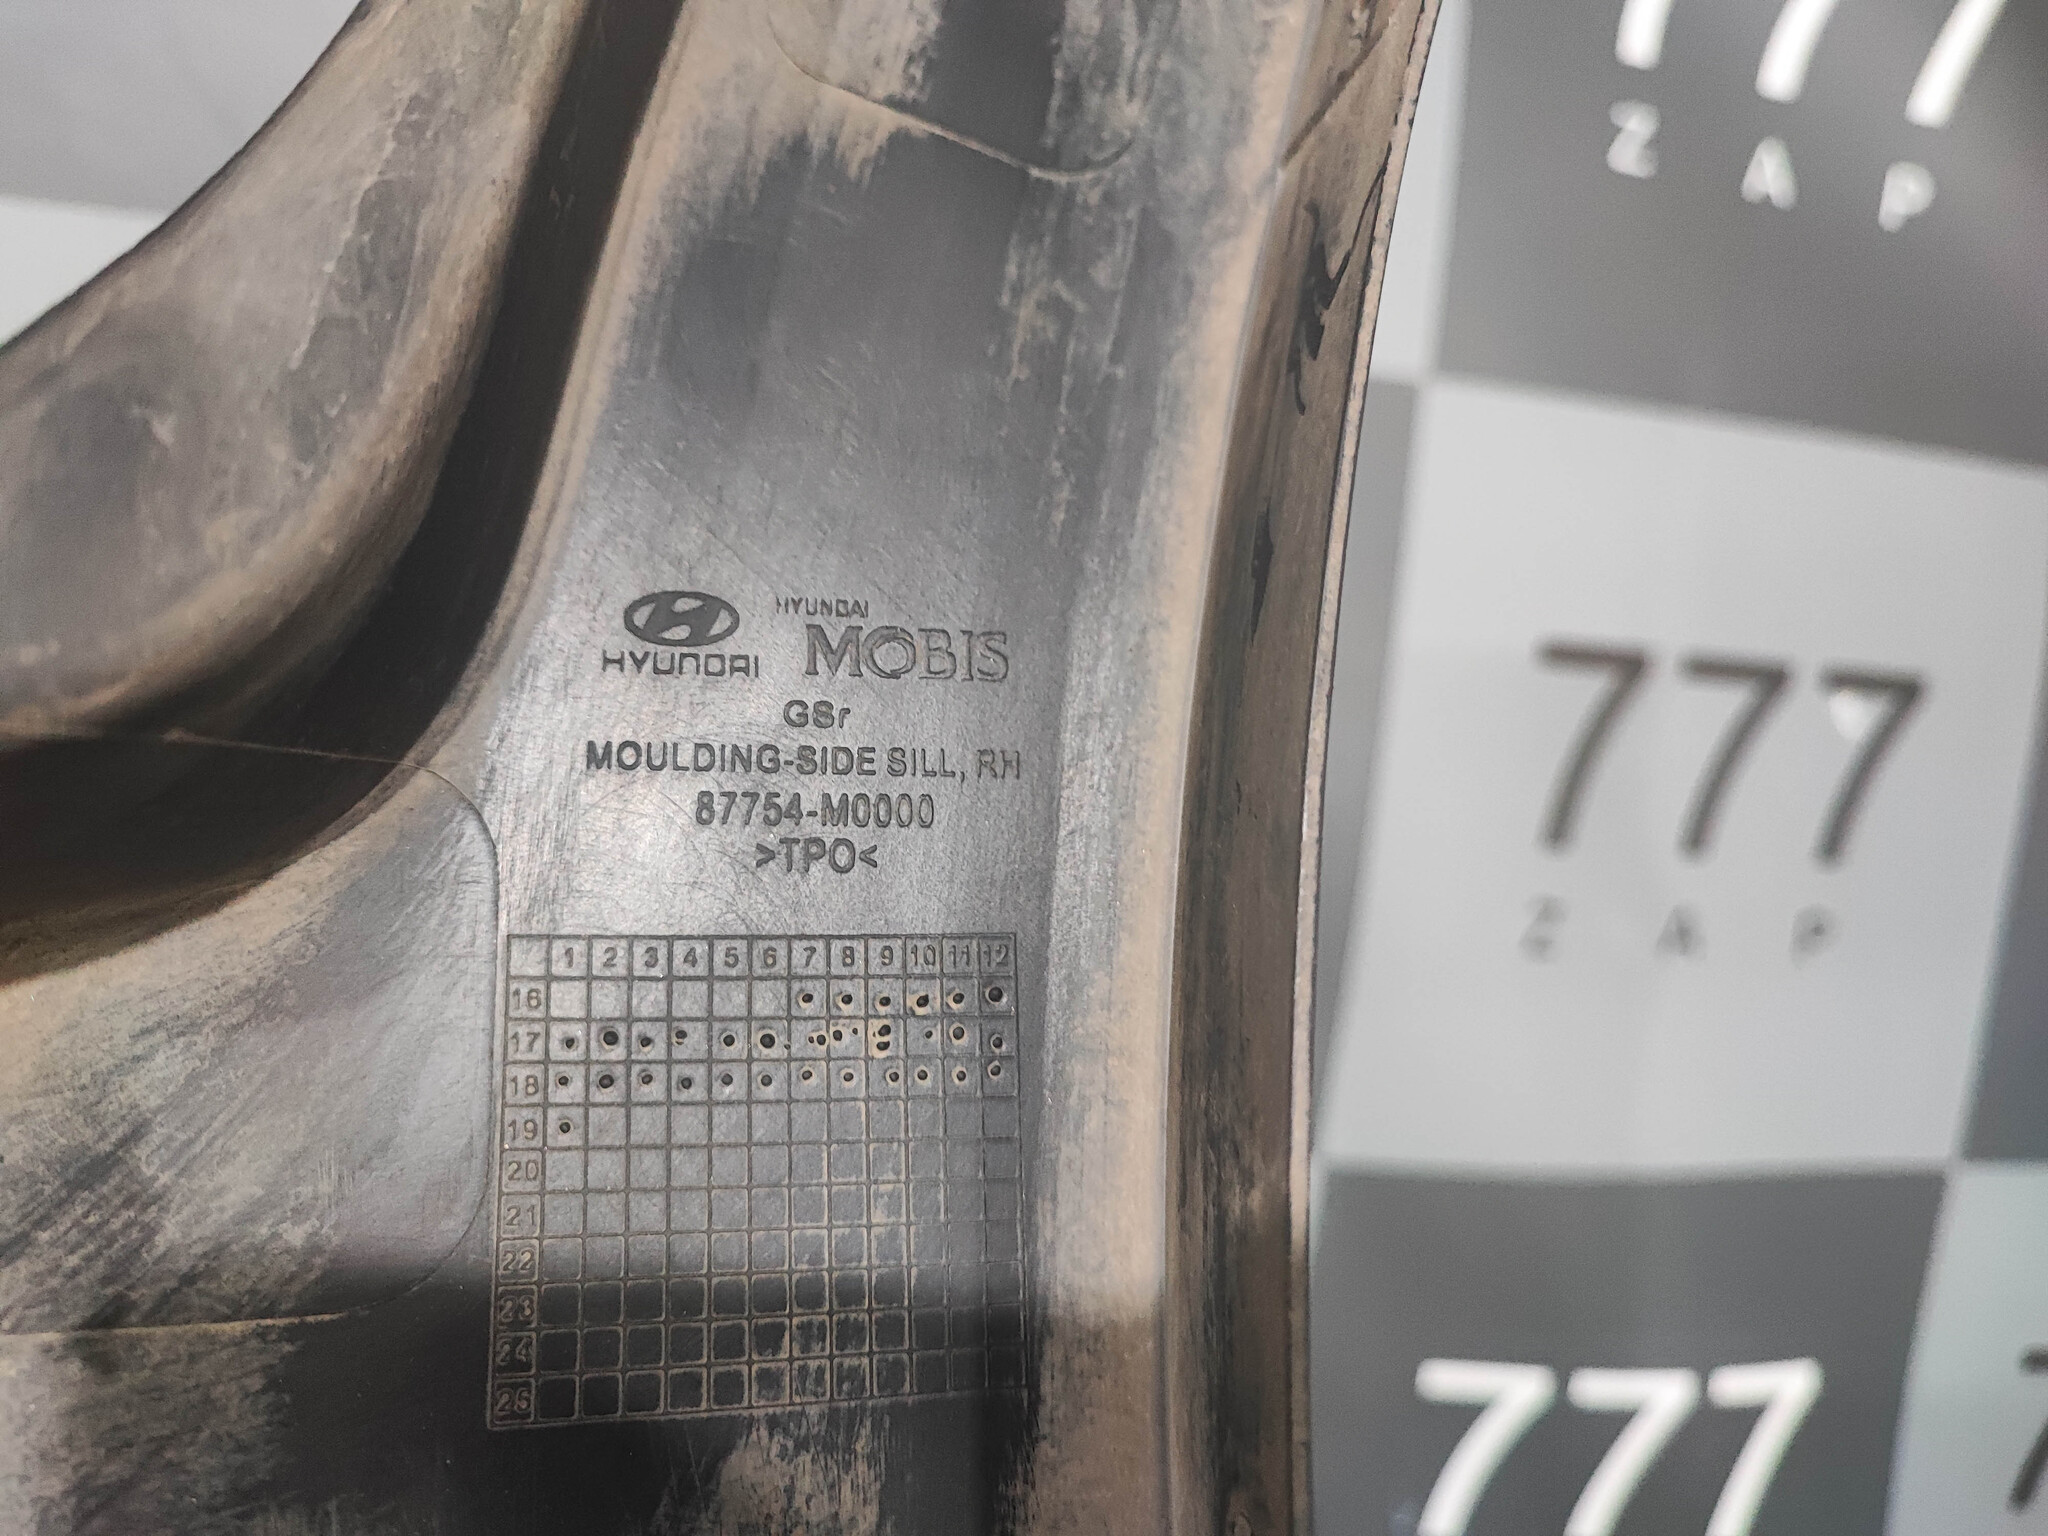 777
ZAP
HYUNDAI
HYUNDAI
MOBIS
GSr
MOULDING-SIDE SILL, RH
87754-M0000
>TPO<
1 2 3 4 5 6 7 8 9 10 11 12
16
17
18
19
20
21
22
23
24
25
777
ZAP
777